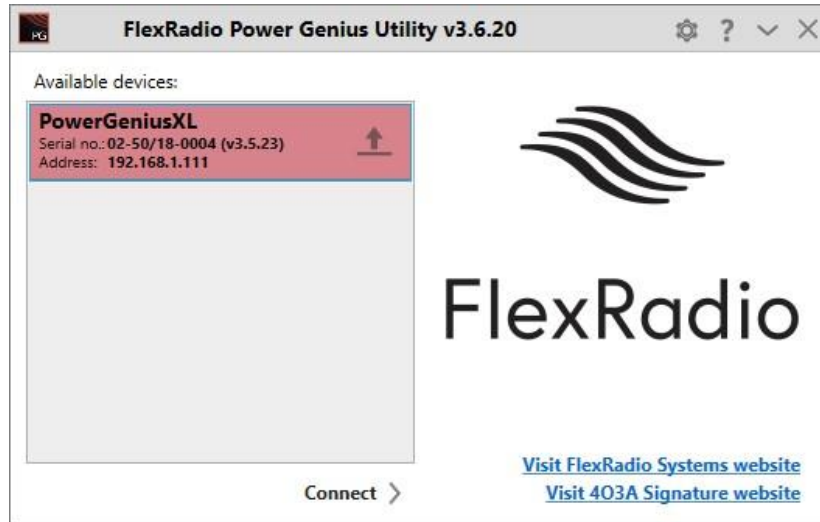 PG
FlexRadio Power Genius Utility v3.6.20
?
Available devices:
PowerGeniusXL
Serial no.: 02-50/18-0004 (v3.5.23)
Address: 192.168.1.111
FlexRadio
Connect
Visit FlexRadio Systems website
Visit 4O3A Signature website